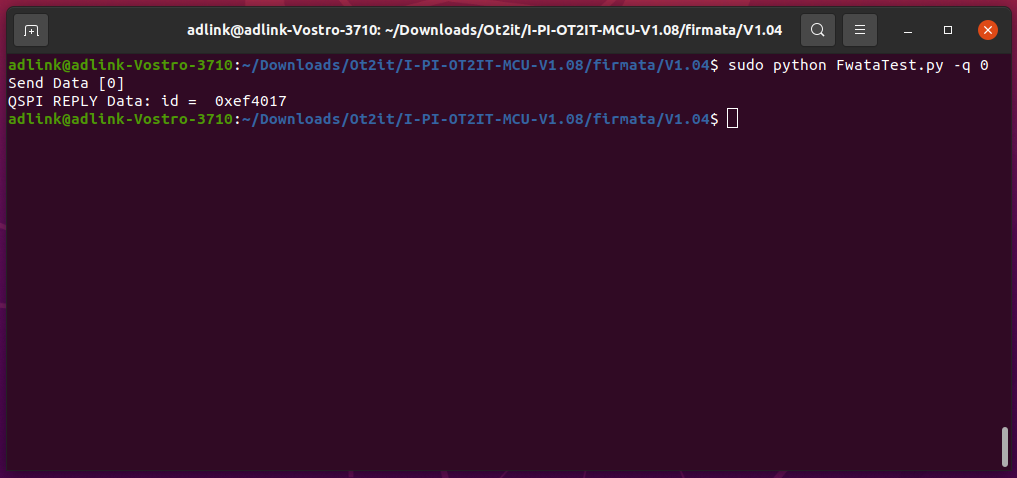 adlink@adlink-Vostro-3710: ~/Downloads/Ot2it/I-PI-OT2IT-MCU-V1.08/firmata/V1.04
adlink@adlink-Vostro-3710:~/Downloads/Ot2it/I-PI-OT2IT-MCU-V1.08/firmata/V1.04$ sudo python FwataTest.py -q 0
Send Data [0]
QSPI REPLY Data: id =  0xef4017
adlink@adlink-Vostro-3710:~/Downloads/Ot2it/I-PI-OT2IT-MCU-V1.08/firmata/V1.04$